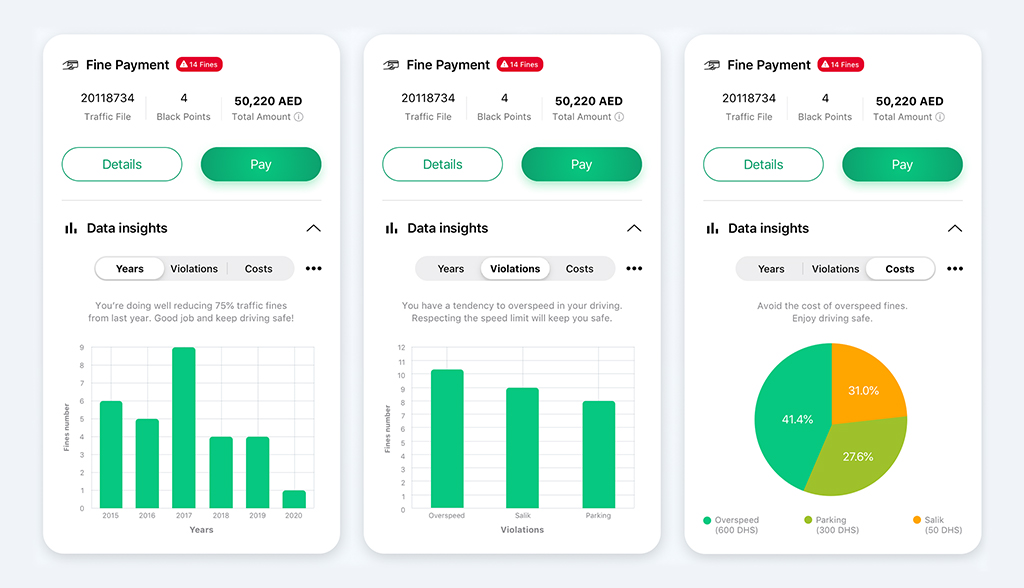 Fine Payment
14 Fines
20118734
4
50,220 AED
Traffic File
Black Points
Total Amount
Details
Pay
Data insights
Years
Violations
Costs
You're doing well reducing 75% traffic fines
from last year. Good job and keep driving safe!
9
8
7
6
5
4
3
2
1
0
Fines number
2015
2016
2017
2018
2019
2020
Years
Fine Payment
14 Fines
20118734
4
50,220 AED
Traffic File
Black Points
Total Amount
Details
Pay
Data insights
Years
Violations
Costs
You have a tendency to overspeed in your driving.
Respecting the speed limit will keep you safe.
12
11
10
9
8
7
6
5
4
3
2
1
0
Fines number
Overspeed
Salik
Parking
Violations
Fine Payment
14 Fines
20118734
4
50,220 AED
Traffic File
Black Points
Total Amount
Details
Pay
Data insights
Years
Violations
Costs
Avoid the cost of overspeed fines.
Enjoy driving safe.
31.0%
41.4%
27.6%
Overspeed
(600 DHS)
Parking
(300 DHS)
Salik
(50 DHS)